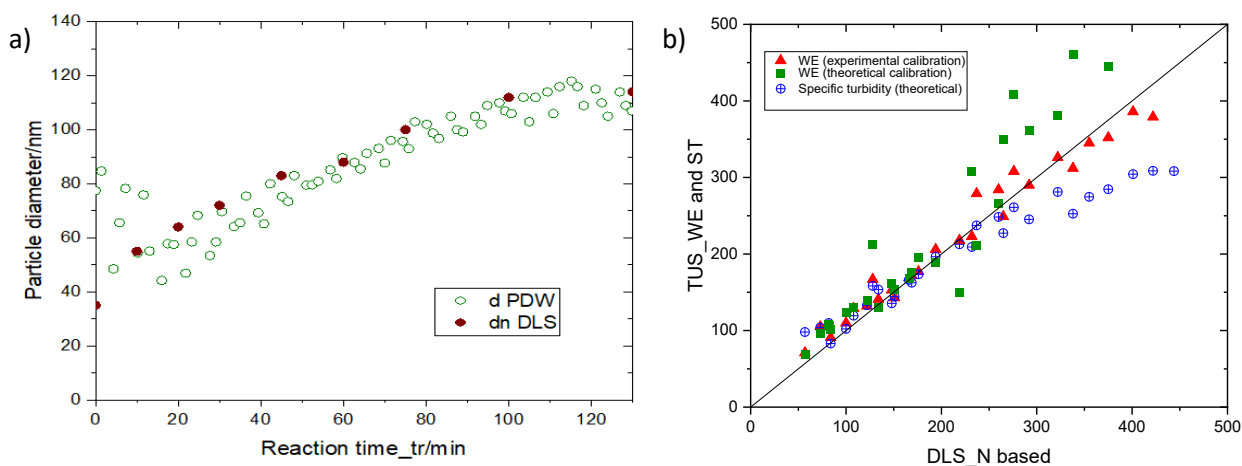 a)
140
120
100
80
60
40
20
0
Particle diameter/nm
d PDW
dn DLS
0 20 40 60 80 100 120
Reaction time_tr/min
b)
500
400
300
200
100
0
TUS_WE and ST
WE (experimental calibration)
WE (theoretical calibration)
Specific turbidity (theoretical)
0 100 200 300 400 500
DLS_N based